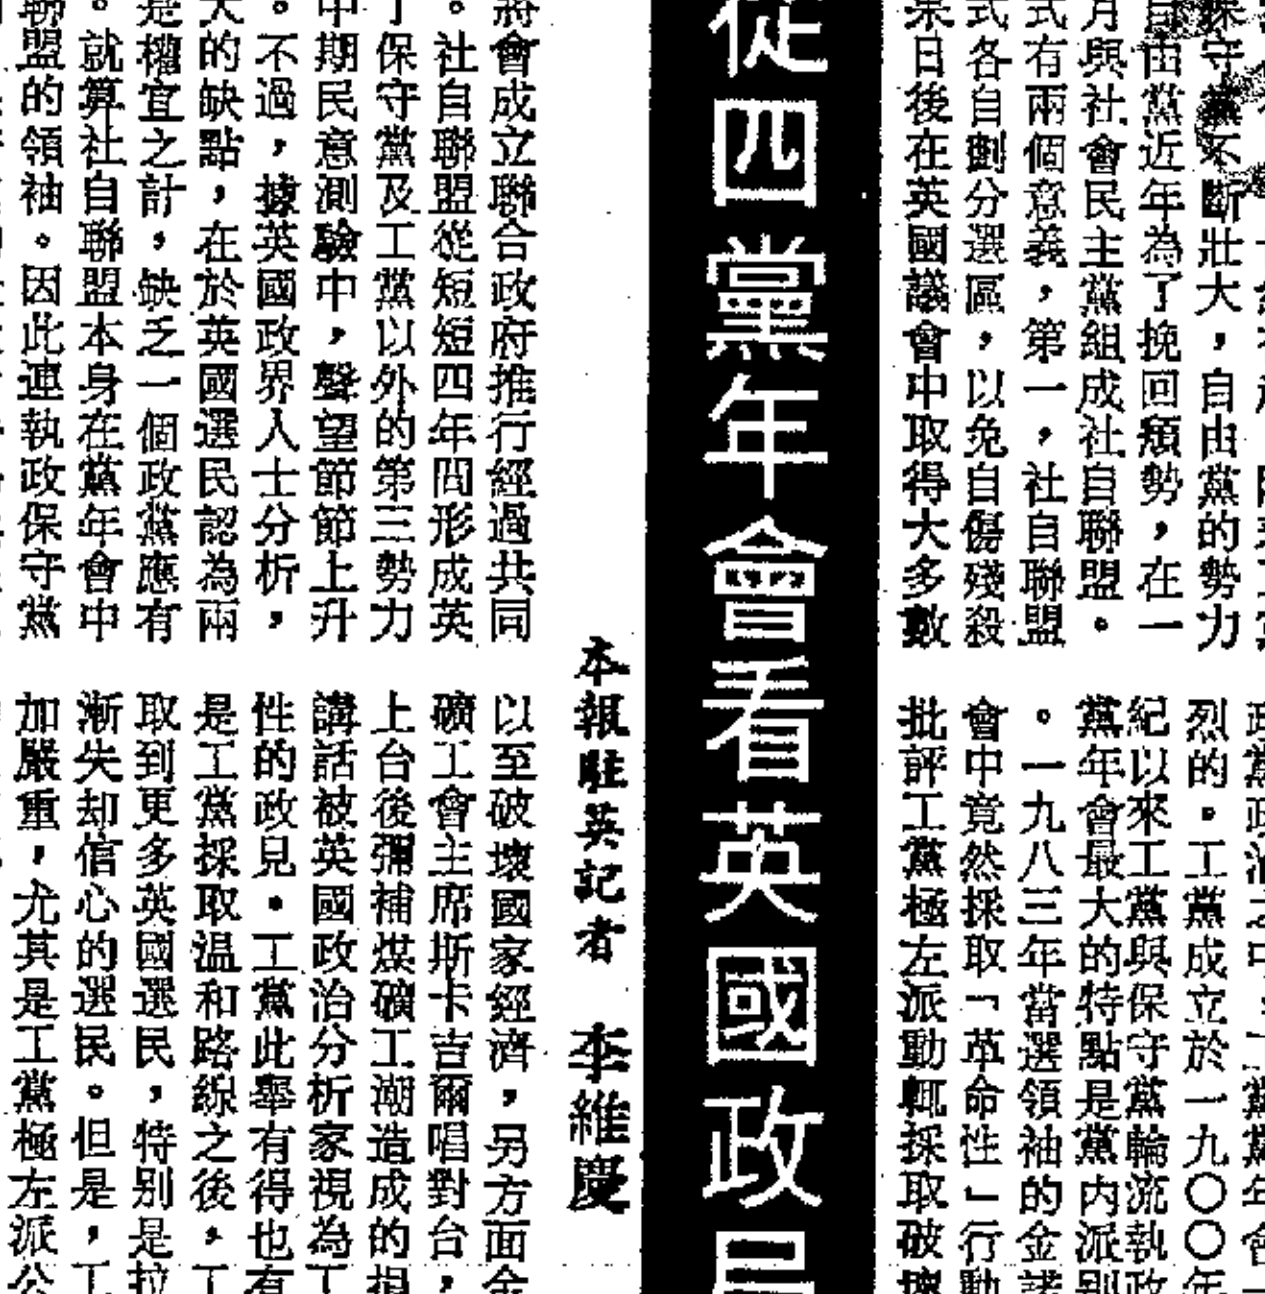 守黨不斷壯大，自由黨的勢力
自由黨近年為了挽回頹勢，在一
月與社會民主黨組成社自聯盟。
式有兩個意義，第一，社自聯盟
式各自劃分選區，以免自傷殘殺
果日後在英國議會中取得大多數
烈的。工黨成立於一九〇〇年
紀以來工黨與保守黨輪流執政
黨年會最大的特點是黨內派別
。一九八三年當選領袖的金諾
會中竟然採取「革命性」行動
批評工黨極左派動輒採取破壞
從四黨年會看英國政局
本報駐英記者 李維慶
將會成立聯合政府推行經過共同
。社自聯盟從短短四年間形成英
了保守黨及工黨以外的第三勢力
中期民意測驗中，聲望節節上升
。不過，據英國政界人士分析，
大的缺點，在於英國選民認為兩
是權宜之計，缺乏一個政黨應有
。就算社自聯盟本身在黨年會中
聯盟的領袖。因此連執政保守黨
以至破壞國家經濟，另方面全
礦工會主席斯卡吉爾唱對台，
上台後彌補煤礦工潮造成的損
講話被英國政治分析家視為工
性的政見。工黨此舉有得也有
是工黨採取温和路線之後，工
取到更多英國選民，特別是拉
漸失却信心的選民。但是，工
加嚴重，尤其是工黨極左派公